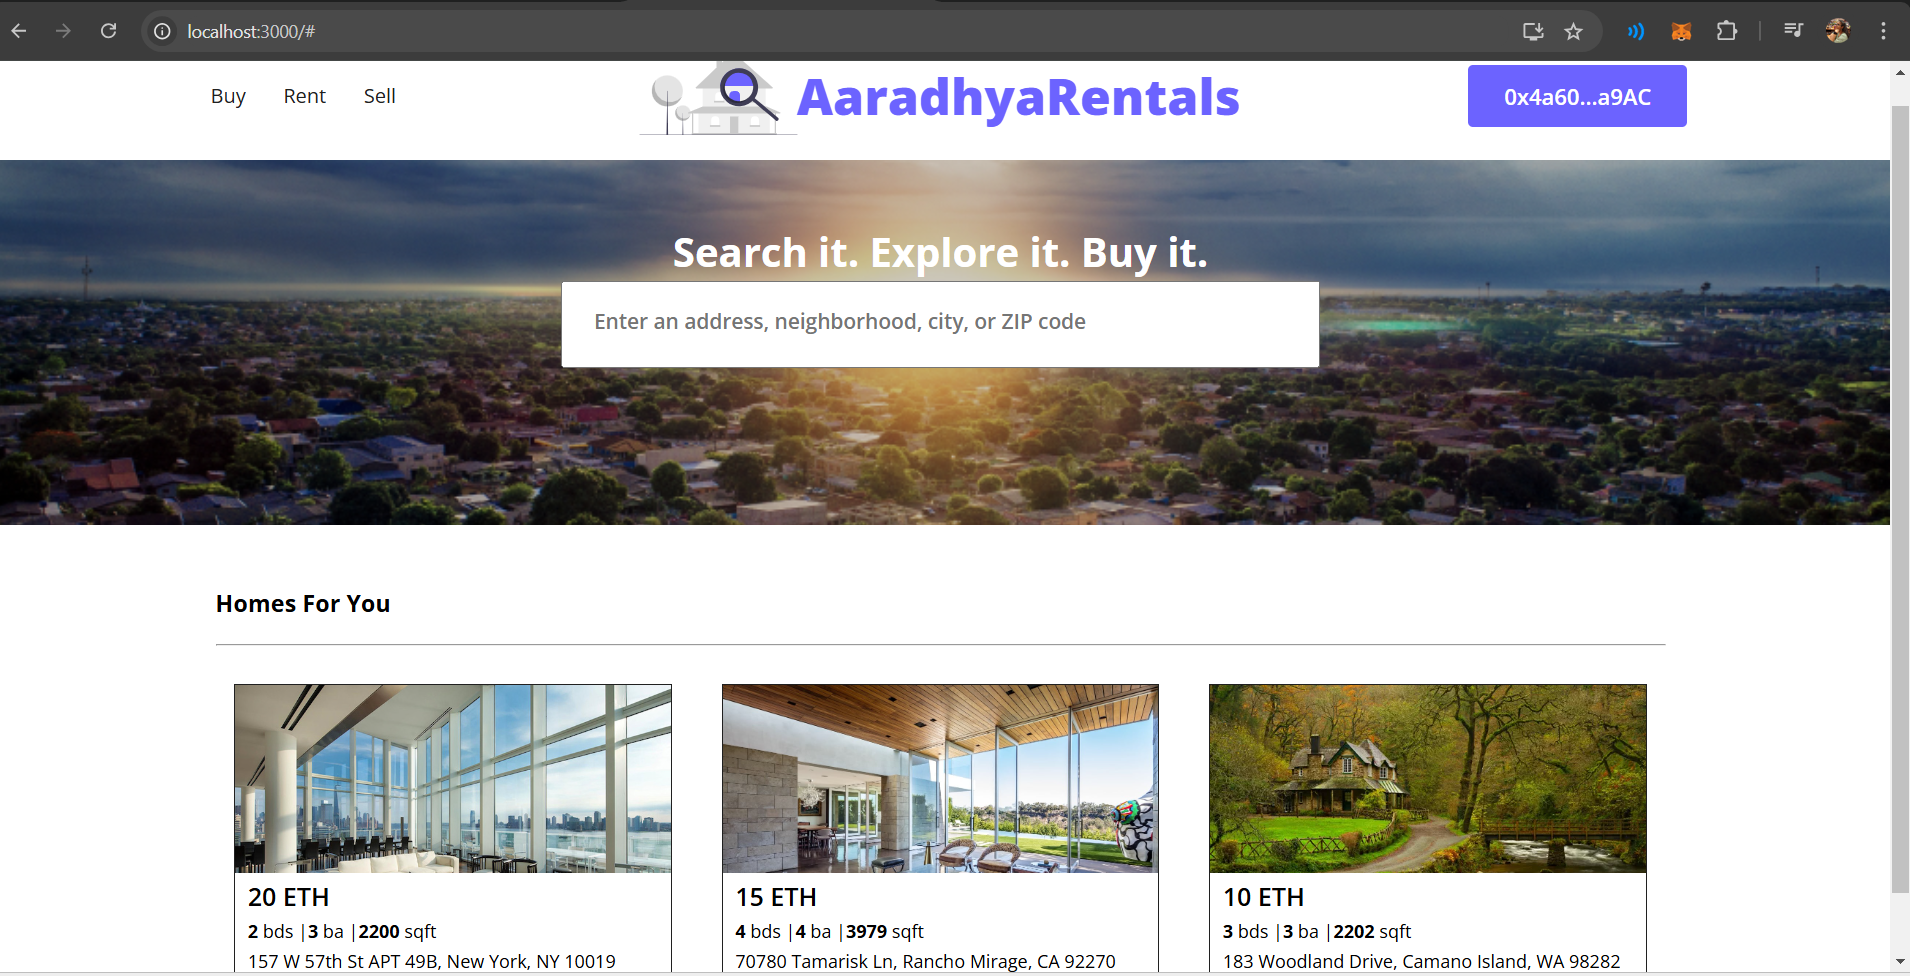 localhost:3000/#
Buy Rent Sell
AaradhyaRentals
0x4a60...a9AC
Search it. Explore it. Buy it.
Enter an address, neighborhood, city, or ZIP code
Homes For You
20 ETH
2 bds |3 ba |2200 sqft
157 W 57th St APT 49B, New York, NY 10019
15 ETH
4 bds |4 ba |3979 sqft
70780 Tamarisk Ln, Rancho Mirage, CA 92270
10 ETH
3 bds |3 ba |2202 sqft
183 Woodland Drive, Camano Island, WA 98282